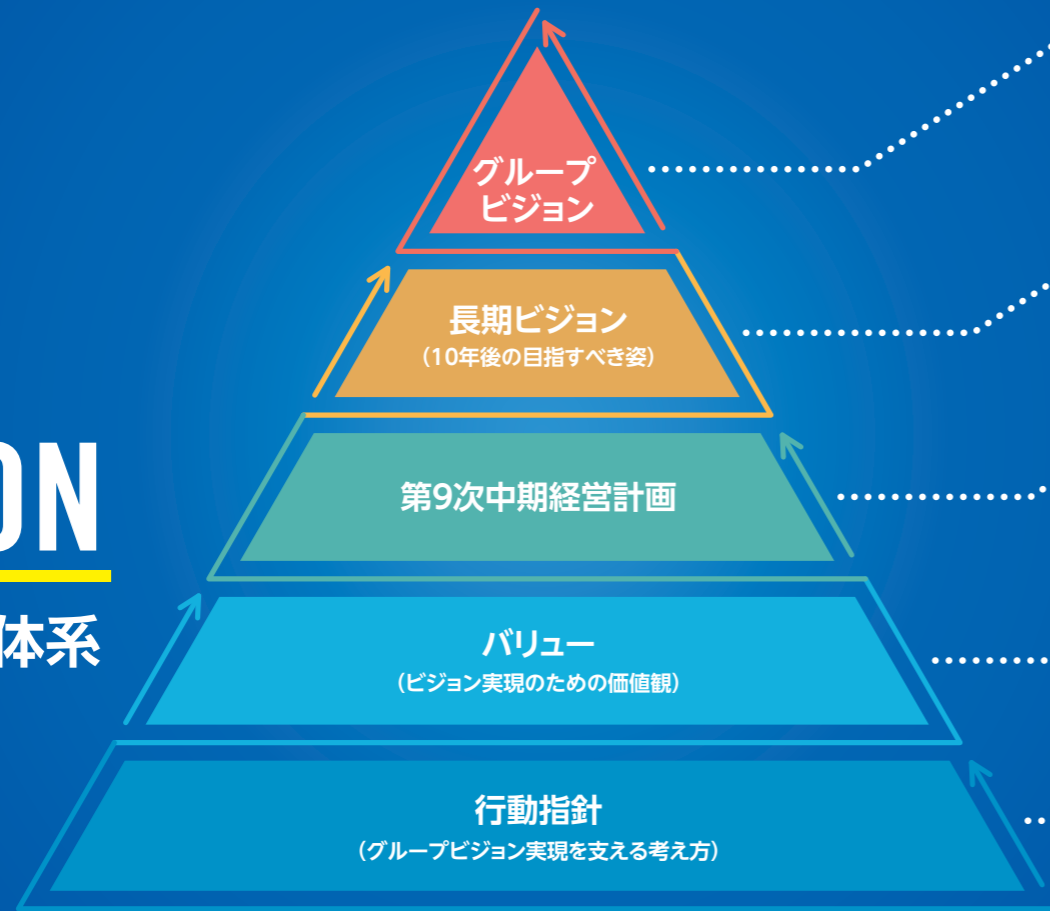 グループ
ビジョン
長期ビジョン
（10年後の目指すべき姿）
第9次中期経営計画
ON
体系
バリュー
（ビジョン実現のための価値観）
行動指針
（グループビジョン実現を支える考え方）